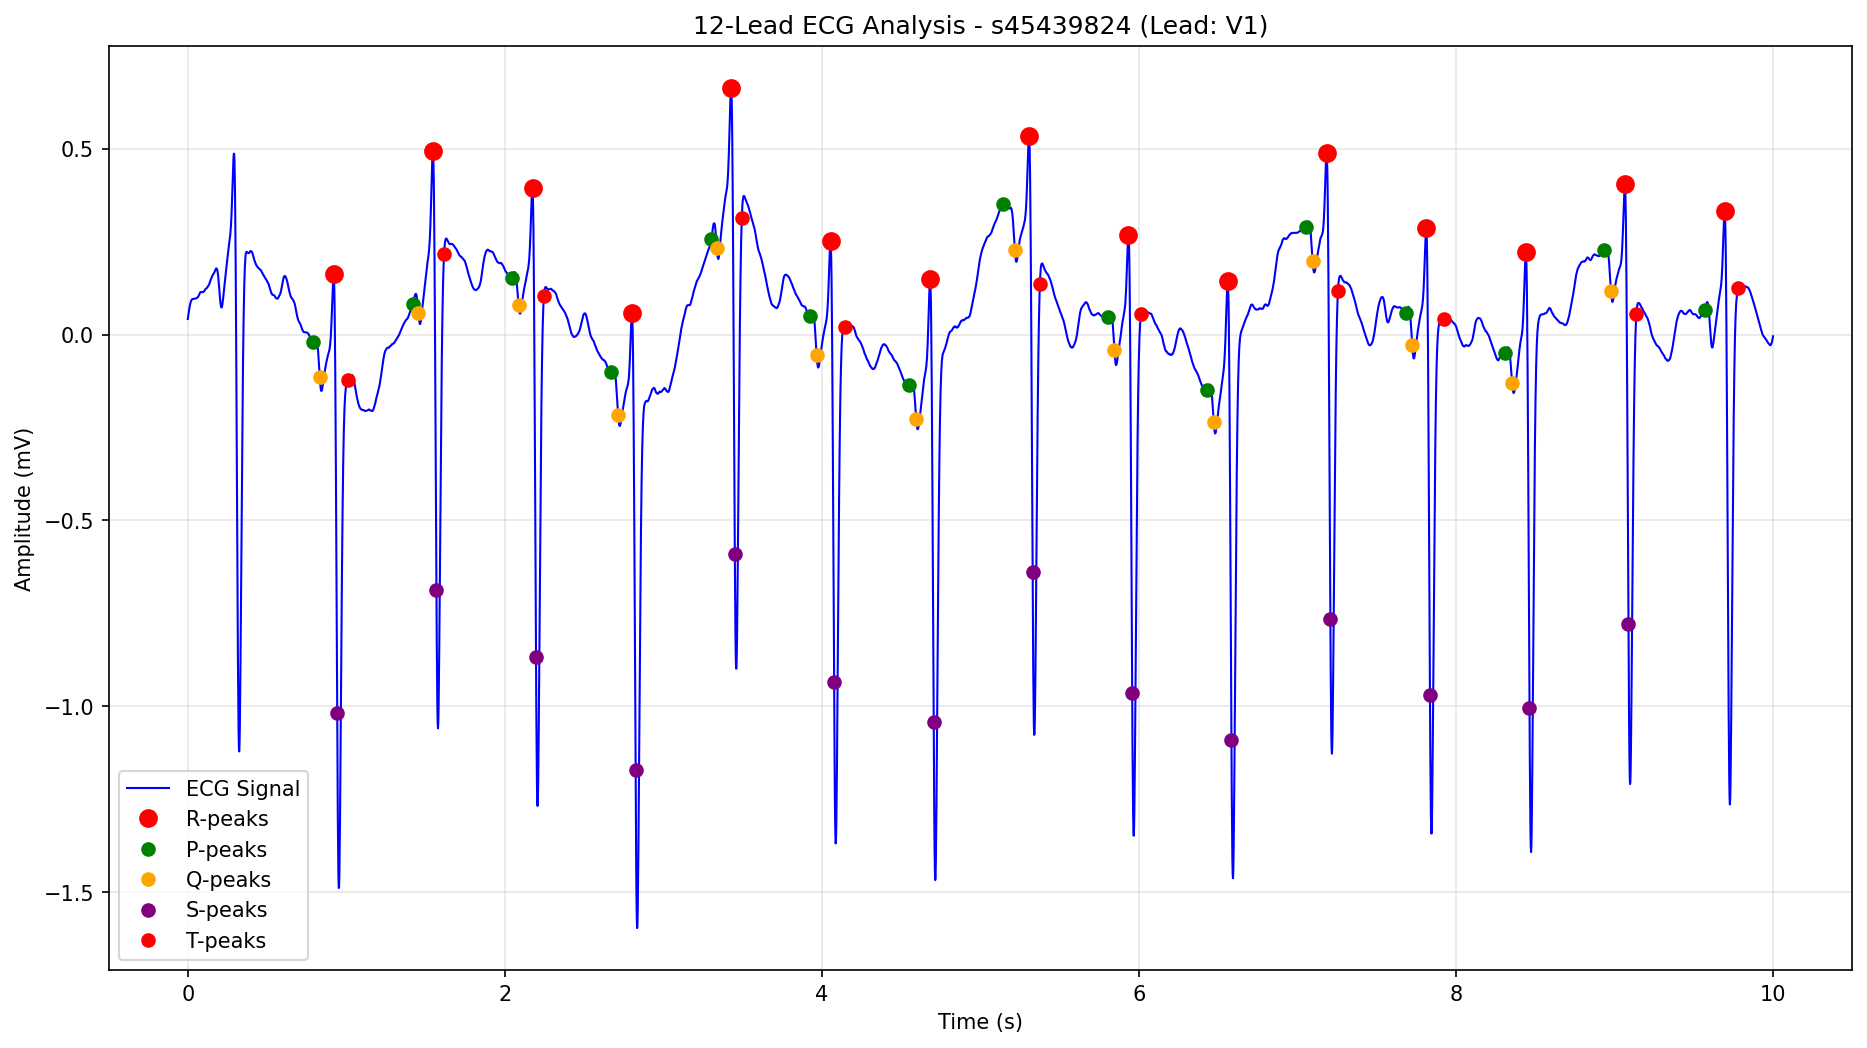 12-Lead ECG Analysis - s45439824 (Lead: V1)
Amplitude (mV)
0.5
0.0
−0.5
−1.0
−1.5
ECG Signal
R-peaks
P-peaks
Q-peaks
S-peaks
T-peaks
0 2 4 6 8 10
Time (s)